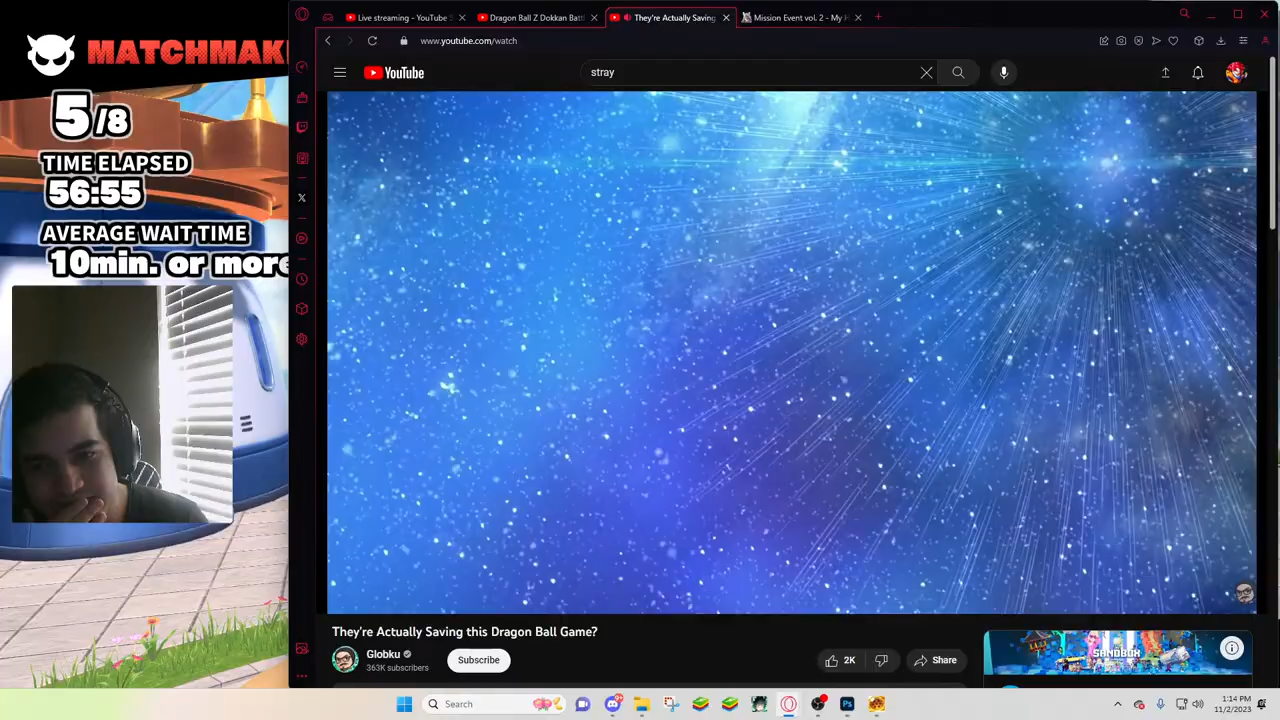 MATCHMAK
5/8
TIME ELAPSED
56:55
AVERAGE WAIT TIME
10min. or more
Live streaming - YouTube S
Dragon Ball Z Dokkan Battl
They're Actually Saving
Mission Event vol. 2 - My H
www.youtube.com/watch
YouTube
stray
They're Actually Saving this Dragon Ball Game?
Globku
363K subscribers
Subscribe
2K
Share
SANDBOX
Search
Ps
1:14 PM
11/2/2023